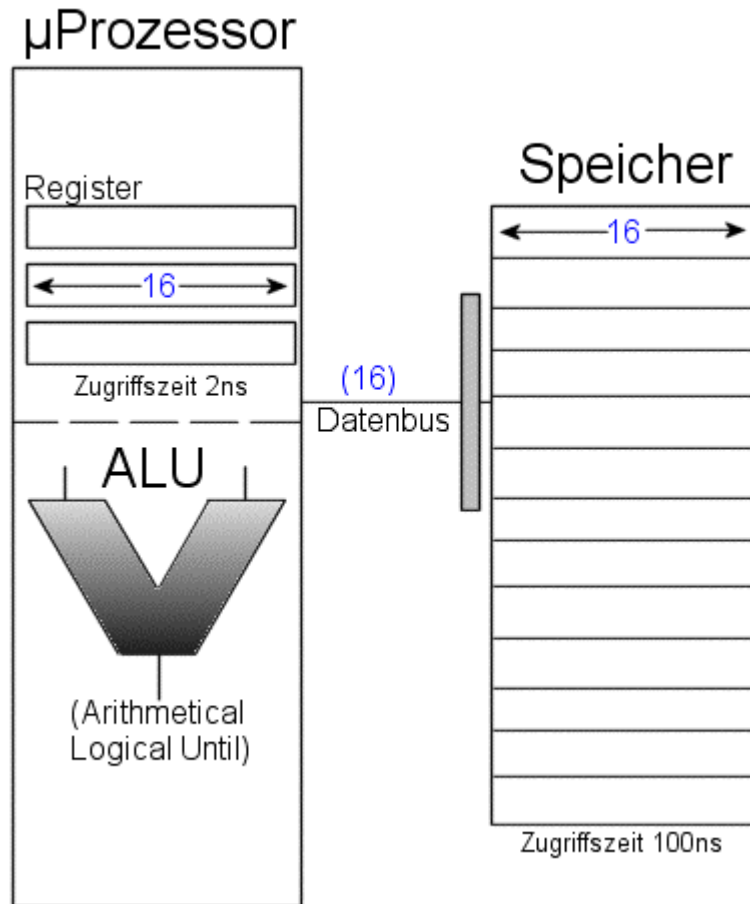 µProzessor
Register
16
Zugriffszeit 2ns
ALU
(Arithmetical
Logical Until)
(16)
Datenbus
Speicher
16
Zugriffszeit 100ns